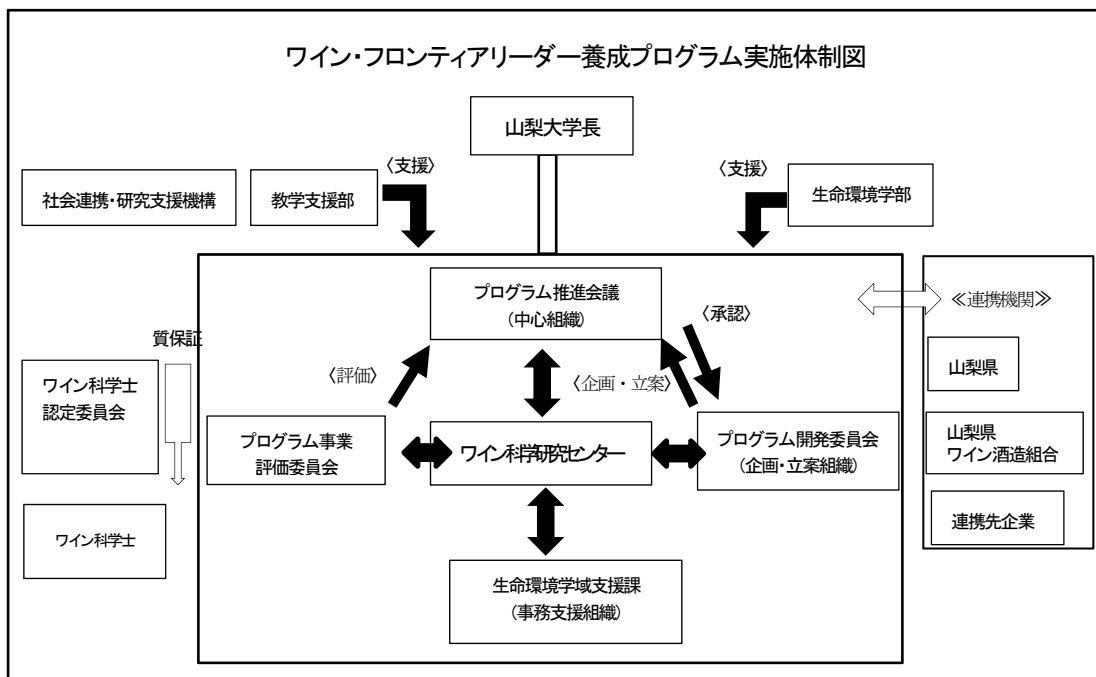 ワイン・フロンティアリーダー養成プログラム実施体制図
山梨大学長
〈支援〉
〈支援〉
社会連携・研究支援機構
教学支援部
生命環境学部
プログラム推進会議
(中心組織)
≪連携機関≫
〈承認〉
質保証
〈評価〉
〈企画・立案〉
山梨県
ワイン科学士
認定委員会
プログラム事業
評価委員会
ワイン科学研究センター
プログラム開発委員会
(企画・立案組織)
山梨県
ワイン酒造組合
連携先企業
ワイン科学士
生命環境学域支援課
(事務支援組織)